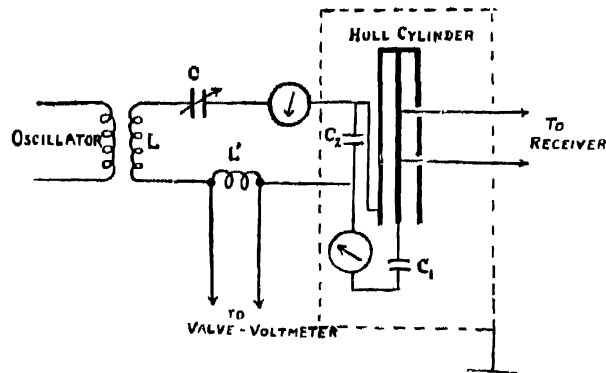 HULL CYLINDER
C
C₂
OSCILLATOR
L
L'
TO
RECEIVER
C₁
TO
VALVE-VOLTMETER